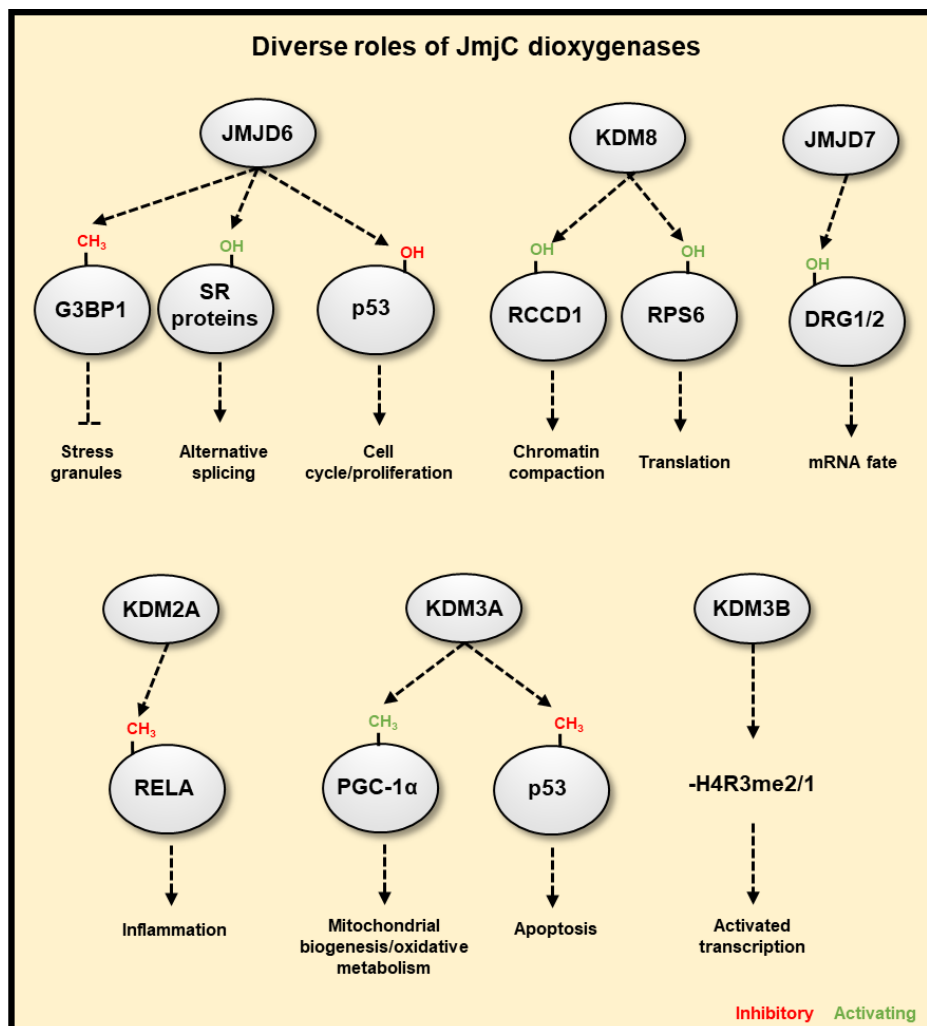 Diverse roles of JmjC dioxygenases
JMJD6
KDM8
JMJD7
CH₃
OH
OH
OH
OH
OH
G3BP1
SR
proteins
p53
RCCD1
RPS6
DRG1/2
Stress
granules
Alternative
splicing
Cell
cycle/proliferation
Chromatin
compaction
Translation
mRNA fate
KDM2A
KDM3A
KDM3B
CH₃
CH₃
CH₃
RELA
PGC-1α
p53
-H4R3me2/1
Inflammation
Mitochondrial
biogenesis/oxidative
metabolism
Apoptosis
Activated
transcription
Inhibitory Activating